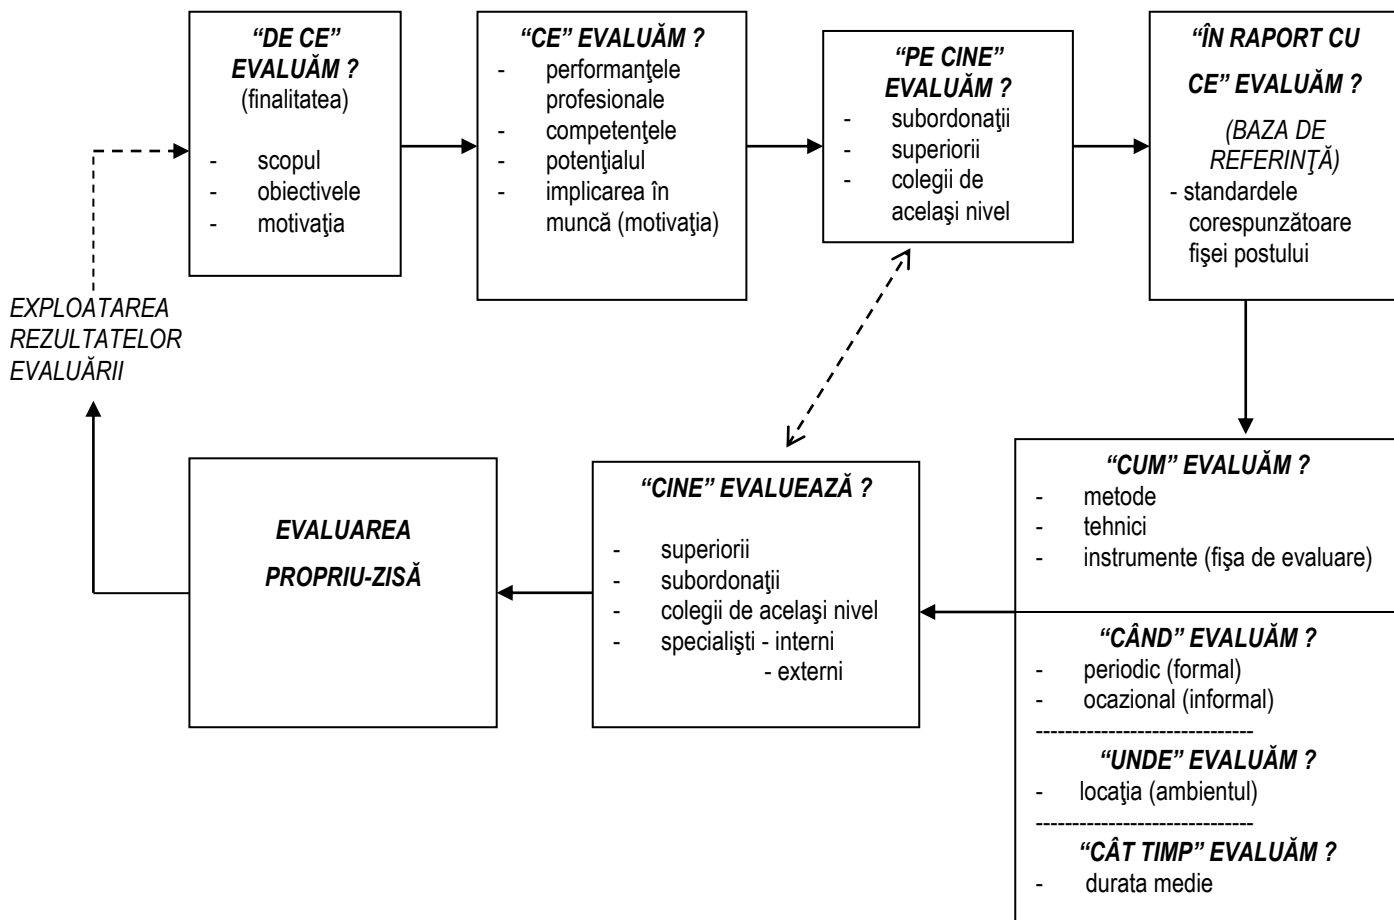 “DE CE”
EVALUĂM ?
(finalitatea)
- scopul
- obiectivele
- motivaţia
“CE” EVALUĂM ?
- performanţele
profesionale
- competenţele
- potenţialul
- implicarea în
muncă (motivaţia)
“PE CINE”
EVALUĂM ?
- subordonaţii
- superiorii
- colegii de
acelaşi nivel
“ÎN RAPORT CU
CE” EVALUĂM ?
(BAZA DE
REFERINŢĂ)
- standardele
corespunzătoare
fişei postului
EXPLOATAREA
REZULTATELOR
EVALUĂRII
EVALUAREA
PROPRIU-ZISĂ
“CINE” EVALUEAZĂ ?
- superiorii
- subordonaţii
- colegii de acelaşi nivel
- specialişti - interni
- externi
“CUM” EVALUĂM ?
- metode
- tehnici
- instrumente (fişa de evaluare)
“CÂND” EVALUĂM ?
- periodic (formal)
- ocazional (informal)
------------------------------
“UNDE” EVALUĂM ?
- locaţia (ambientul)
------------------------------
“CÂT TIMP” EVALUĂM ?
- durata medie